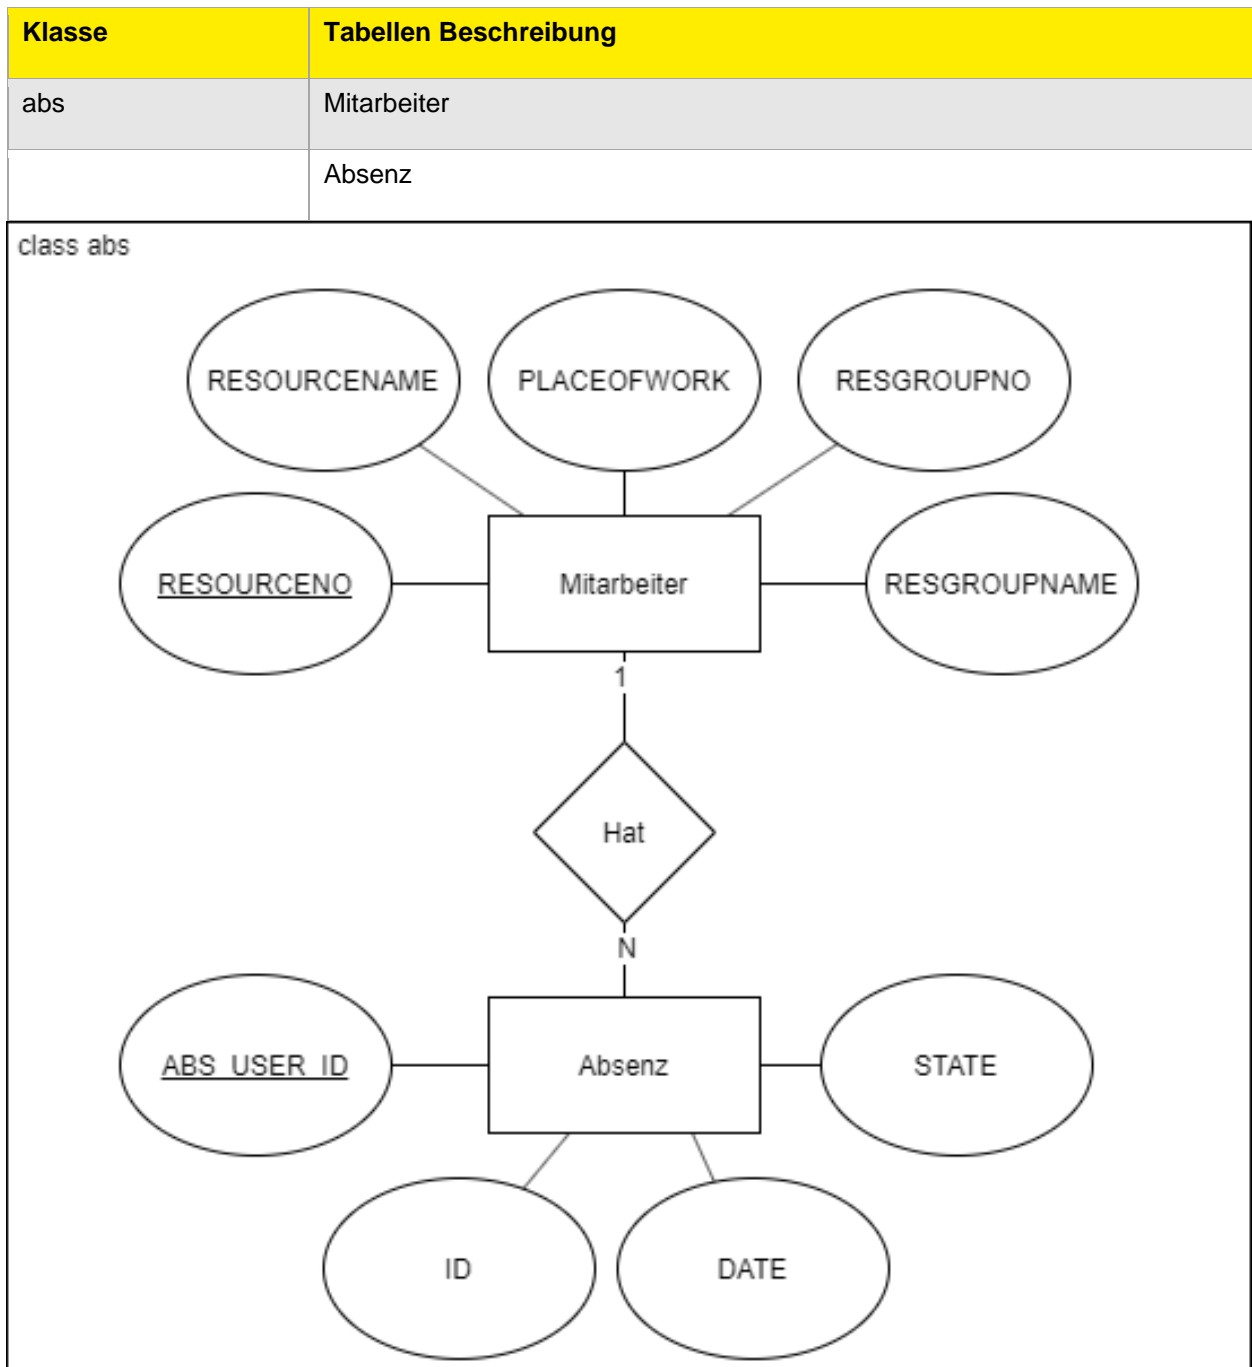 Klasse Tabellen Beschreibung
abs Mitarbeiter
Absenz
class abs
RESOURCENAME PLACEOFWORK RESGROUPNO
RESOURCENO Mitarbeiter RESGROUPNAME
1
Hat
N
ABS_USER_ID Absenz STATE
ID DATE